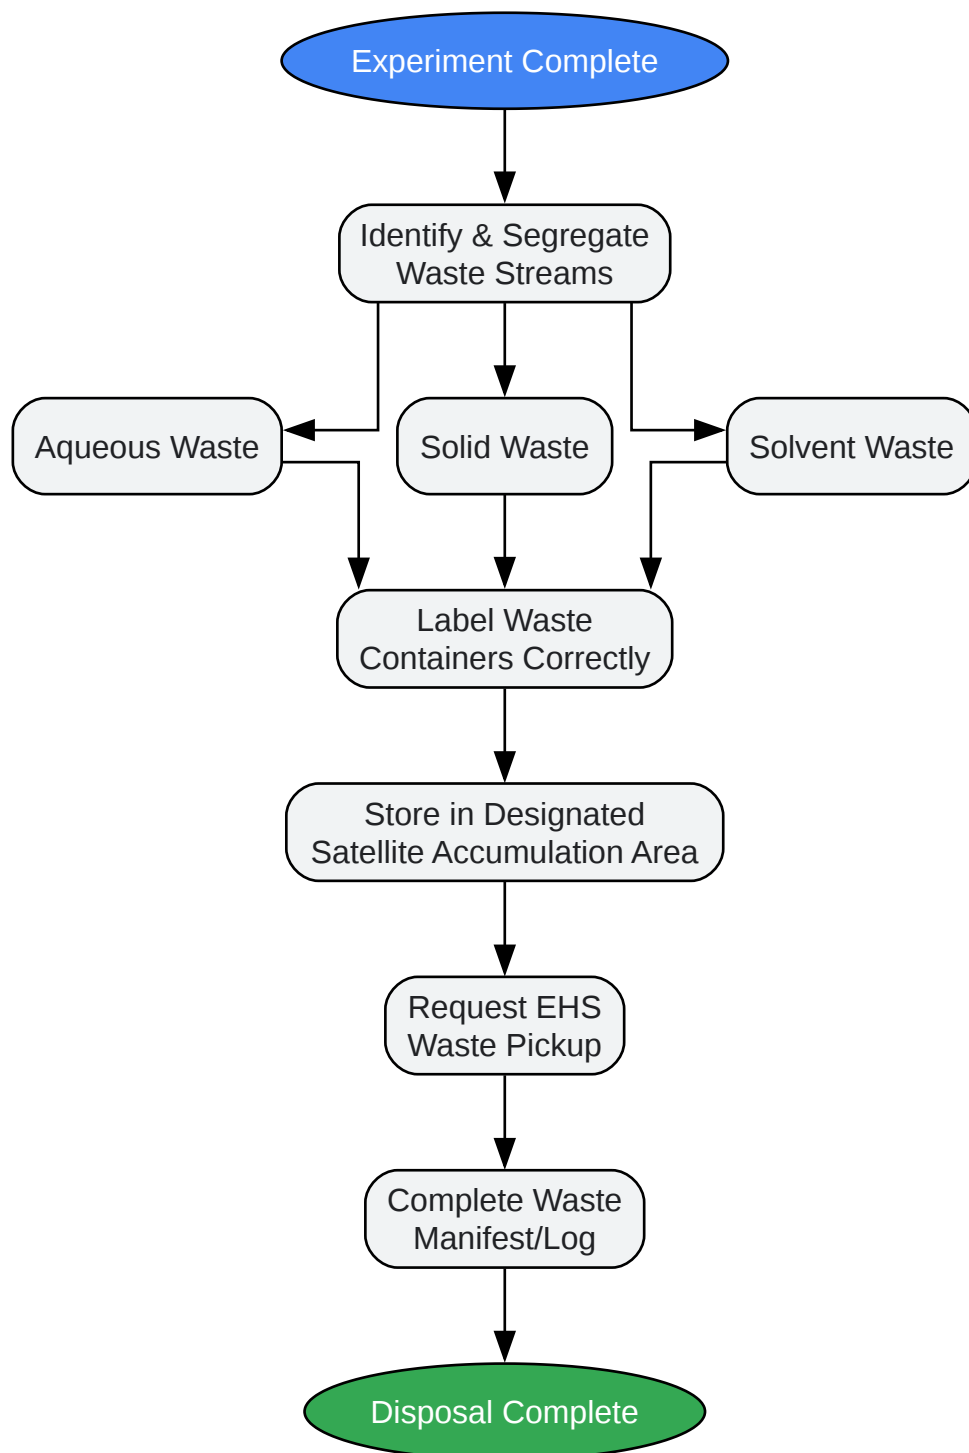 Experiment Complete
Identify & Segregate
Waste Streams
Aqueous Waste
Solid Waste
Solvent Waste
Label Waste
Containers Correctly
Store in Designated
Satellite Accumulation Area
Request EHS
Waste Pickup
Complete Waste
Manifest/Log
Disposal Complete